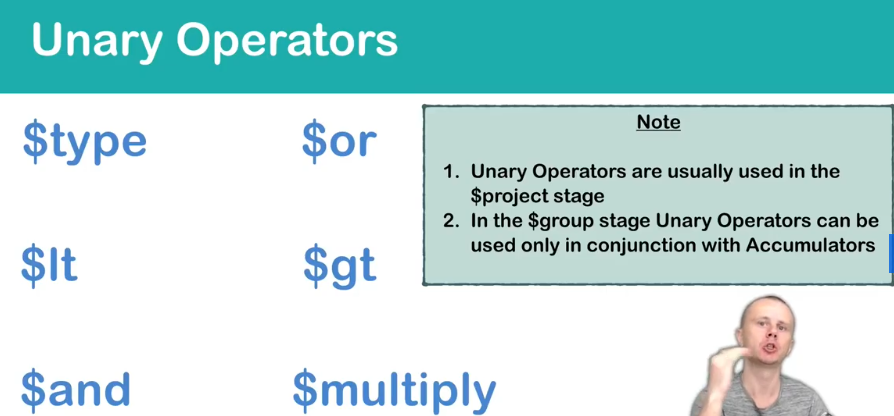 Unary Operators
$type
$or
$lt
$gt
$and
$multiply
Note
1. Unary Operators are usually used in the
$project stage
2. In the $group stage Unary Operators can be
used only in conjunction with Accumulators